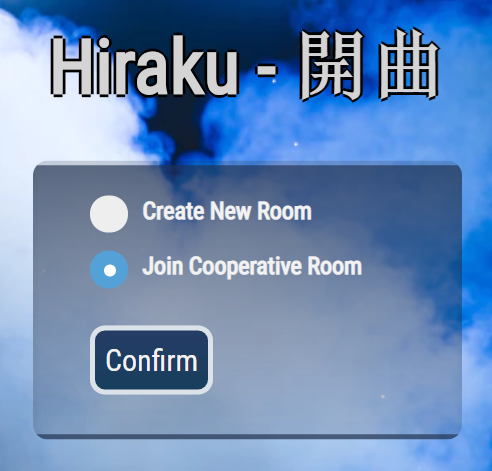 Hiraku - 開曲
Create New Room
Join Cooperative Room
Confirm